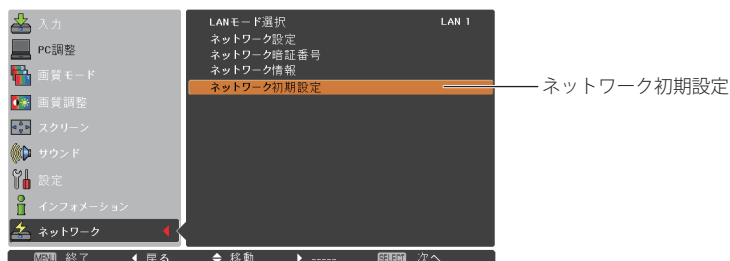 入力
PC調整
画質モード
画質調整
スクリーン
サウンド
設定
インフォメーション
ネットワーク
LANモード選択 LAN 1
ネットワーク設定
ネットワーク暗証番号
ネットワーク情報
ネットワーク初期設定
ネットワーク初期設定
MENU 終了 戻る 移動 ----- SELECT 次へ